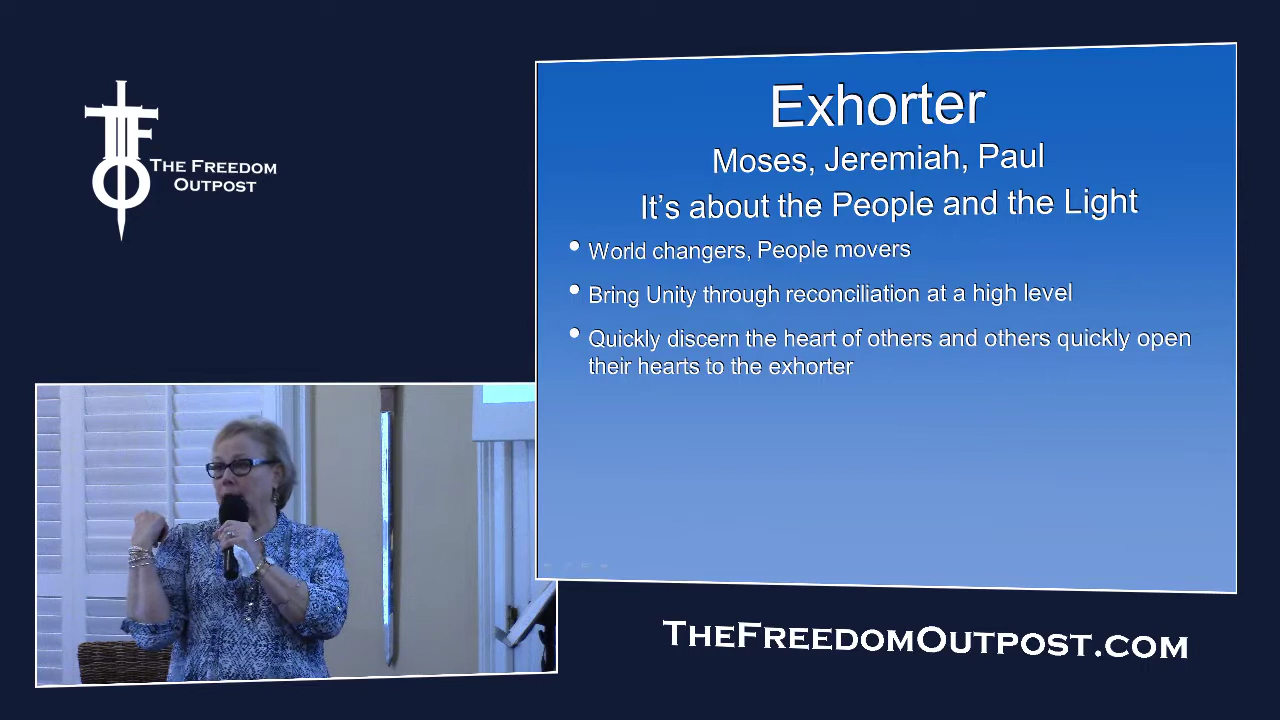 TF
The Freedom
Outpost
Exhorter
Moses, Jeremiah, Paul
It’s about the People and the Light
• World changers, People movers
• Bring Unity through reconciliation at a high level
• Quickly discern the heart of others and others quickly open
their hearts to the exhorter
TheFreedomOutpost.com